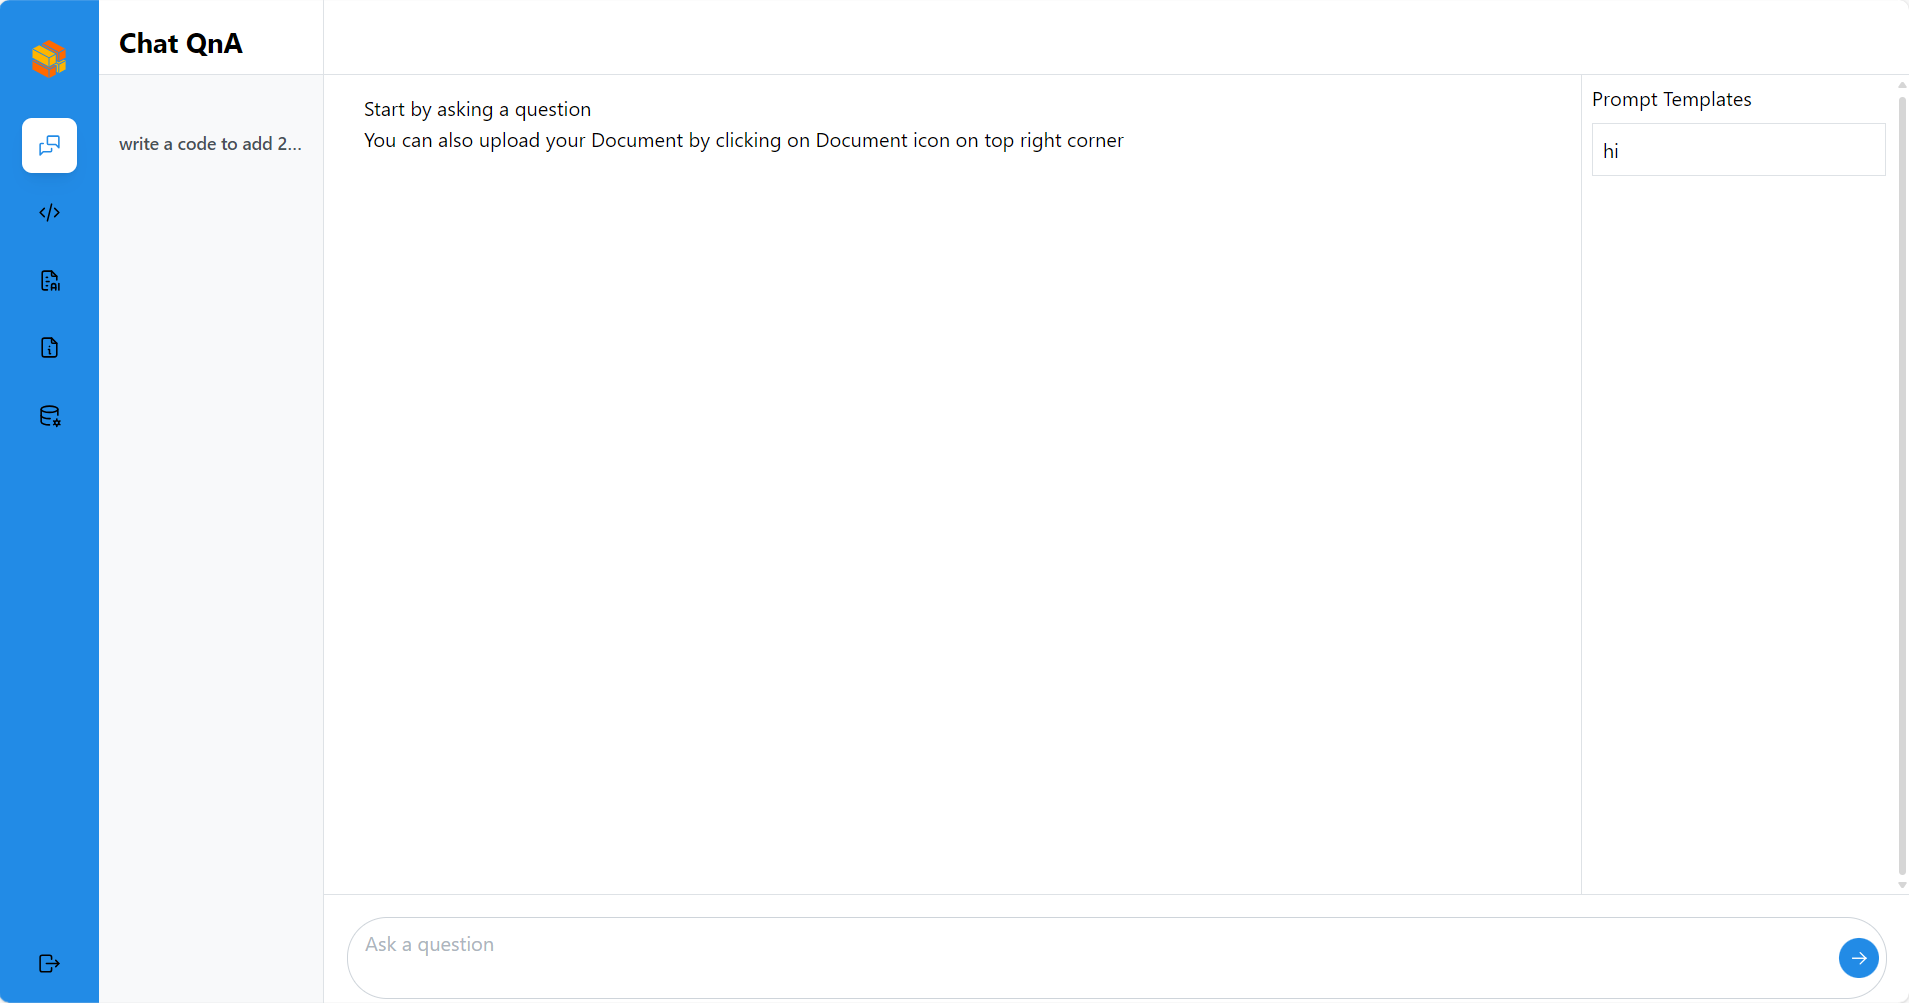 Chat QnA
write a code to add 2...
Start by asking a question
You can also upload your Document by clicking on Document icon on top right corner
Prompt Templates
hi
Ask a question